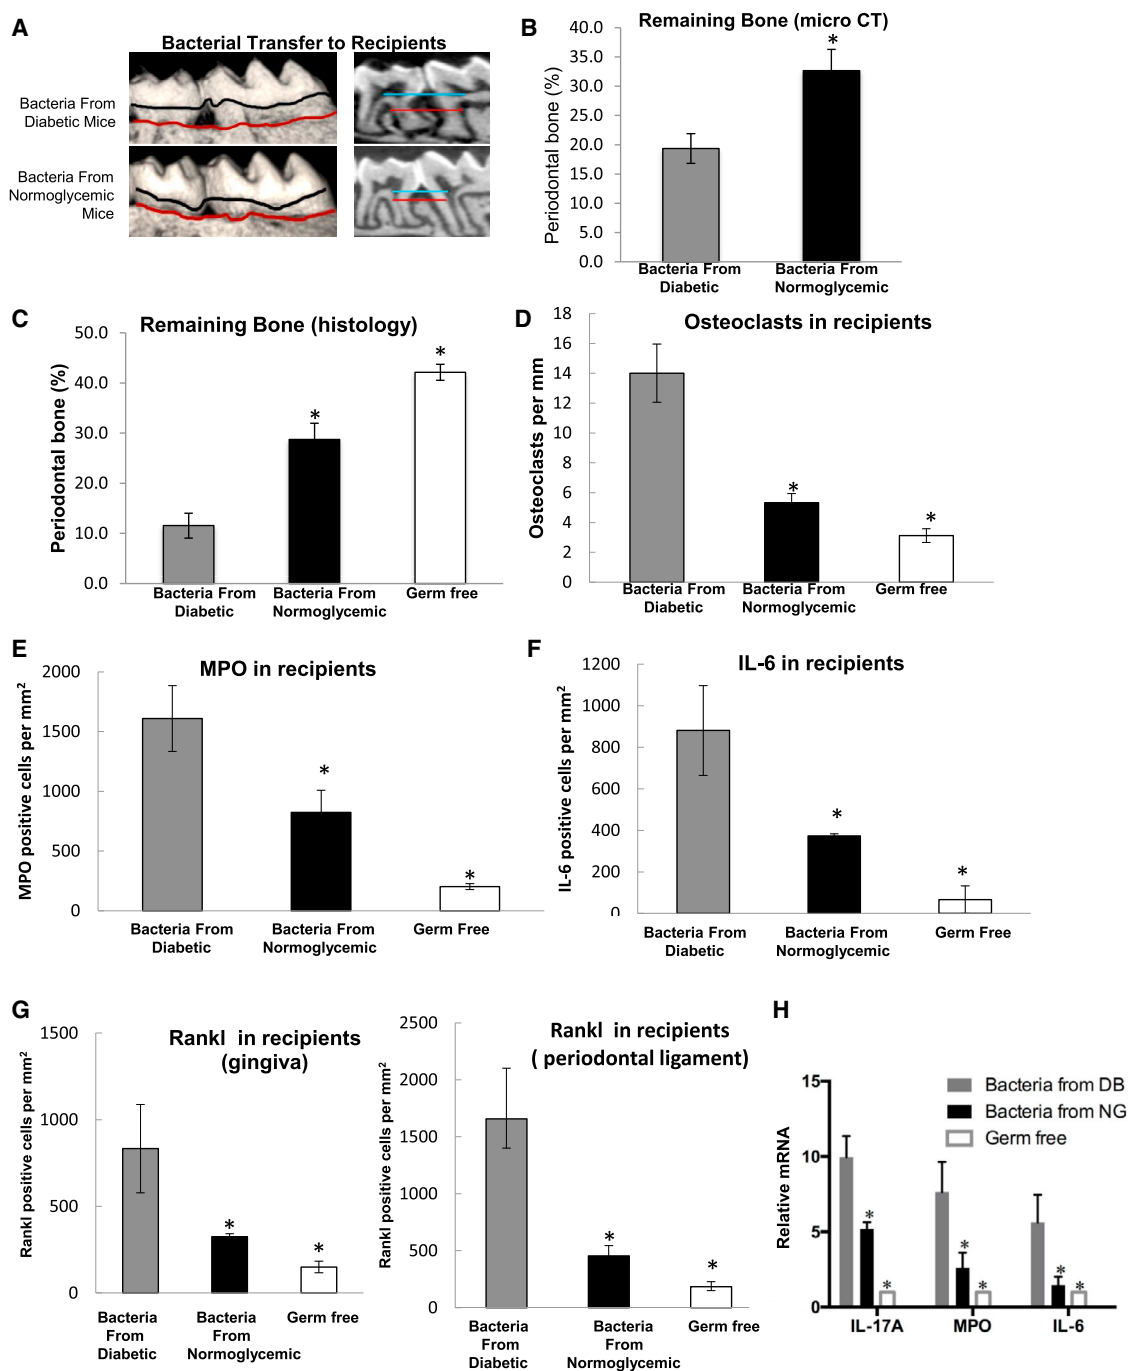 A
Bacterial Transfer to Recipients
Bacteria From
Diabetic Mice
Bacteria From
Normoglycemic
Mice
B
Remaining Bone (micro CT)
Periodontal bone (%)
40.0
35.0
30.0
25.0
20.0
15.0
10.0
5.0
0.0
*
Bacteria From
Diabetic
Bacteria From
Normoglycemic
C
Remaining Bone (histology)
Periodontal bone (%)
50.0
40.0
30.0
20.0
10.0
0.0
*
*
Bacteria From
Diabetic
Bacteria From
Normoglycemic
Germ free
D
Osteoclasts in recipients
Osteoclasts per mm
18
16
14
12
10
8
6
4
2
0
*
*
Bacteria From
Diabetic
Bacteria From
Normoglycemic
Germ free
E
MPO in recipients
MPO positive cells per mm²
2000
1500
1000
500
0
*
*
Bacteria From
Diabetic
Bacteria From
Normoglycemic
Germ Free
F
IL-6 in recipients
IL-6 positive cells per mm²
1200
1000
800
600
400
200
0
*
*
Bacteria From
Diabetic
Bacteria From
Normoglycemic
Germ Free
G
Rankl in recipients
(gingiva)
Rankl positive cells per mm²
1500
1000
500
0
*
*
Bacteria
From
Diabetic
Bacteria
From
Normoglycemic
Germ free
Rankl in recipients
( periodontal ligament)
Rankl positive cells per mm²
2500
2000
1500
1000
500
0
*
*
Bacteria
From
Diabetic
Bacteria
From
Normoglycemic
Germ free
H
Relative mRNA
15
10
5
0
Bacteria from DB
Bacteria from NG
Germ free
*
*
*
*
*
*
IL-17A
MPO
IL-6